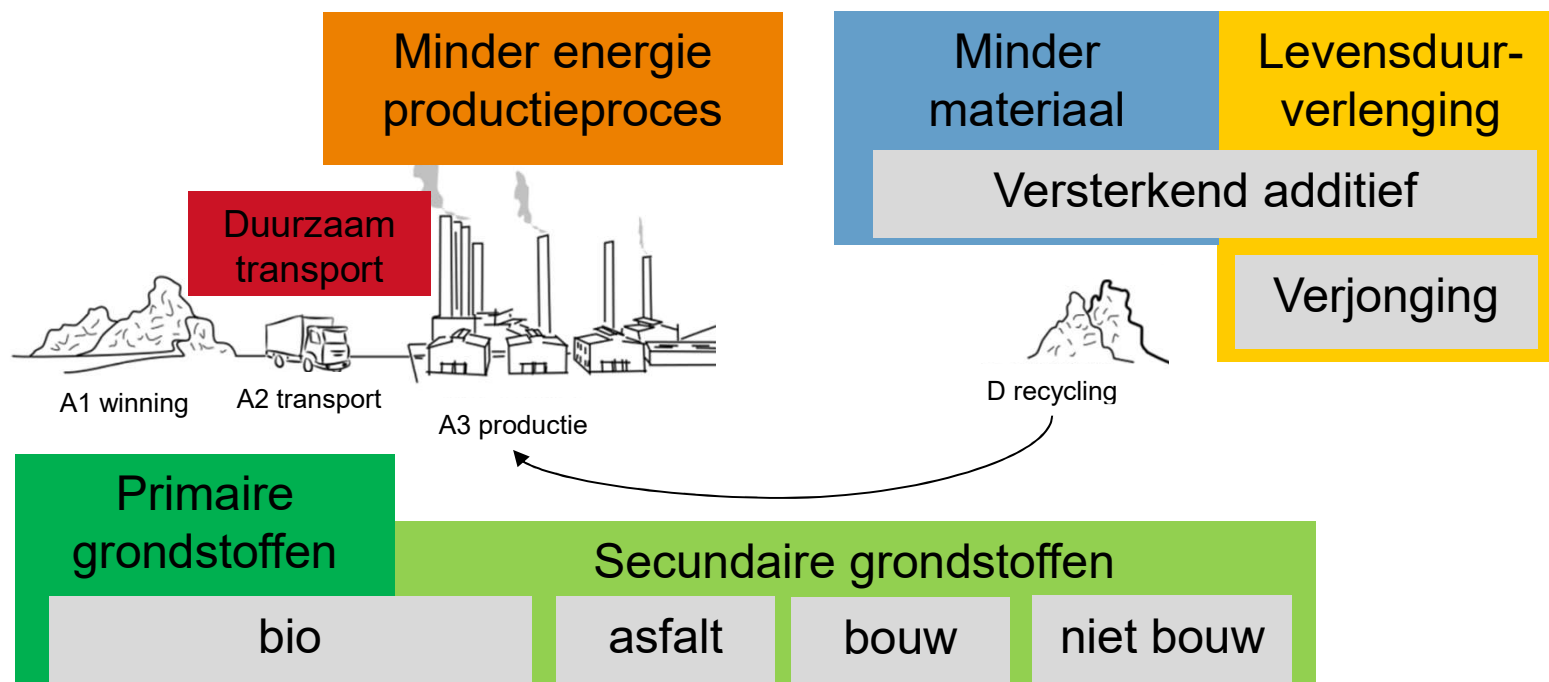 Minder energie
productieproces
Minder
materiaal
Levensduur-
verlenging
Versterkend additief
Verjonging
Duurzaam
transport
A1 winning
A2 transport
A3 productie
D recycling
Primaire
grondstoffen
Secundaire grondstoffen
bio
asfalt
bouw
niet bouw